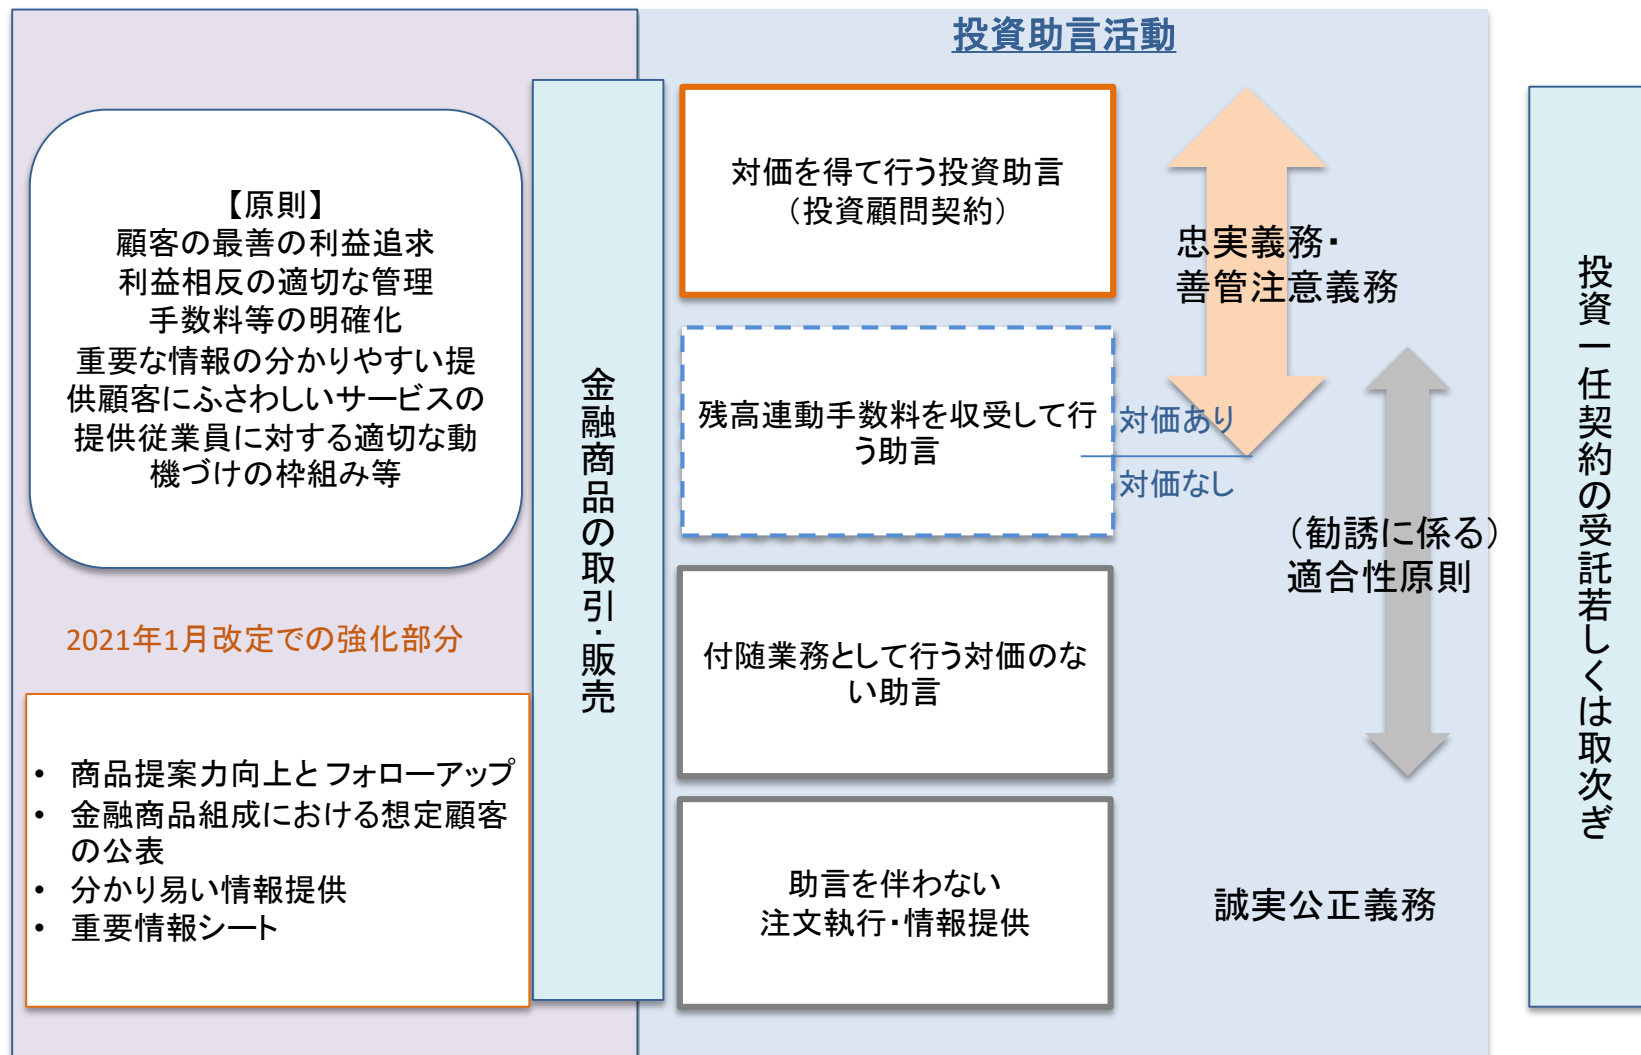 投資助言活動
【原則】
顧客の最善の利益追求
利益相反の適切な管理
手数料等の明確化
重要な情報の分かりやすい提
供顧客にふさわしいサービスの
提供従業員に対する適切な動
機づけの枠組み等
2021年1月改定での強化部分
• 商品提案力向上とフォローアップ
• 金融商品組成における想定顧客
の公表
• 分かり易い情報提供
• 重要情報シート
金融商品の取引・販売
対価を得て行う投資助言
（投資顧問契約）
残高連動手数料を収受して行
う助言
付随業務として行う対価のな
い助言
助言を伴わない
注文執行・情報提供
忠実義務・
善管注意義務
対価あり
対価なし
（勧誘に係る）
適合性原則
誠実公正義務
投資一任契約の受託若しくは取次ぎ